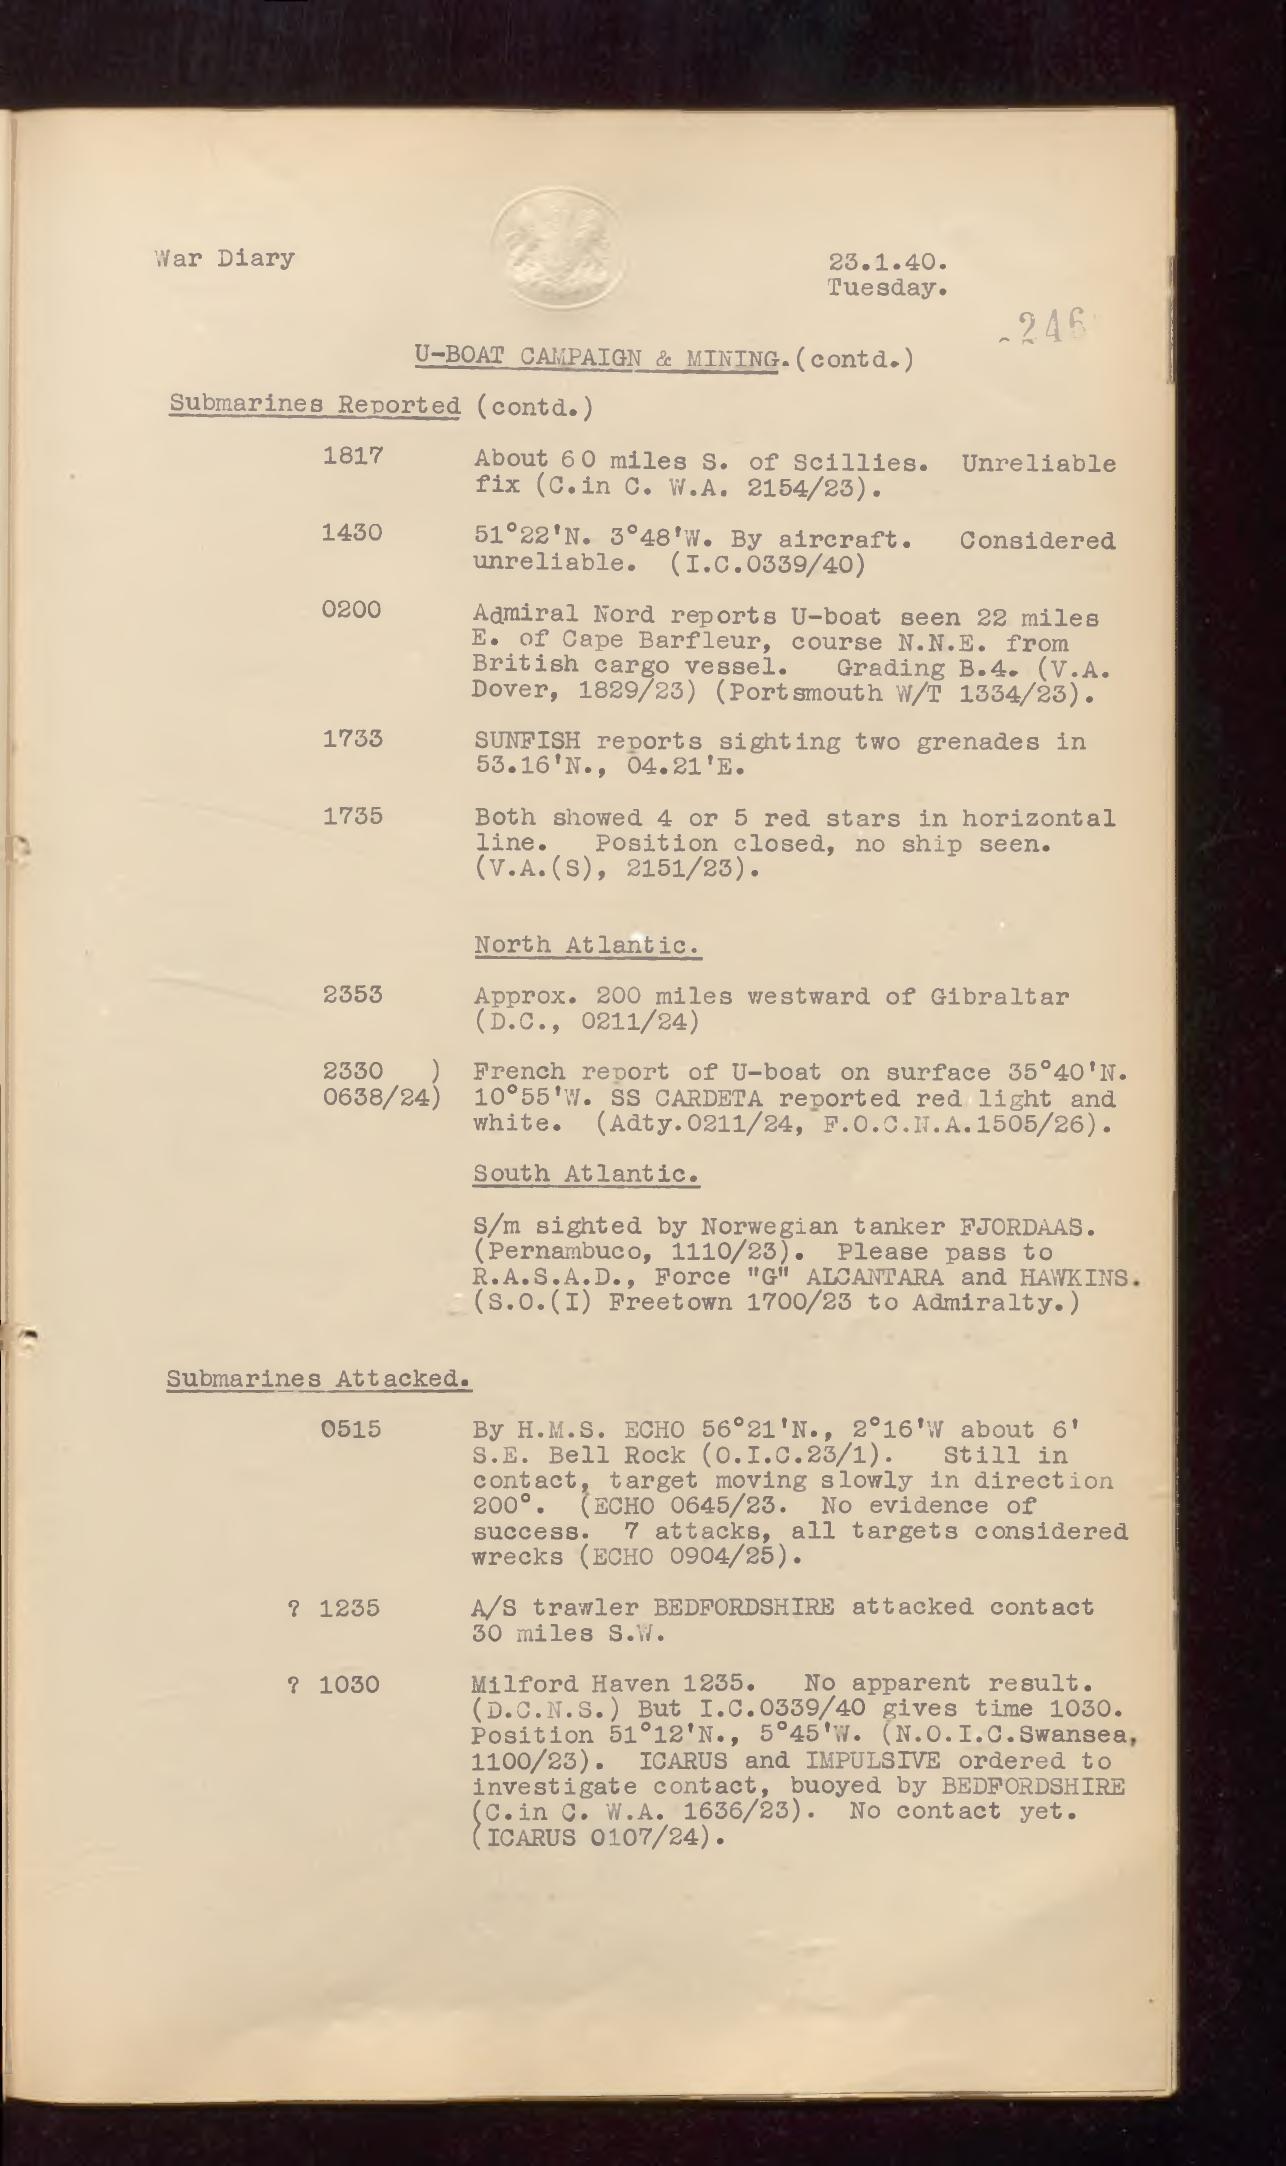 War Diary
23.1.40.
Tuesday.
246
U-BOAT CAMPAIGN & MINING.(contd.)
Submarines Reported (contd.)
1817 About 60 miles S. of Scillies. Unreliable
fix (C.in C. W.A. 2154/23).
1430 51°22'N. 3°48'W. By aircraft. Considered
unreliable. (I.C.0339/40)
0200 Admiral Nord reports U-boat seen 22 miles
E. of Cape Barfleur, course N.N.E. from
British cargo vessel. Grading B.4. (V.A.
Dover, 1829/23) (Portsmouth W/T 1334/23).
1733 SUNFISH reports sighting two grenades in
53.16'N., 04.21'E.
1735 Both showed 4 or 5 red stars in horizontal
line. Position closed, no ship seen.
(V.A.(S), 2151/23).
North Atlantic.
2353 Approx. 200 miles westward of Gibraltar
(D.C., 0211/24)
2330 ) French report of U-boat on surface 35°40'N.
0638/24) 10°55'W. SS CARDETA reported red light and
white. (Adty.0211/24, F.O.C.N.A.1505/26).
South Atlantic.
S/m sighted by Norwegian tanker FJORDAAS.
(Pernambuco, 1110/23). Please pass to
R.A.S.A.D., Force "G" ALCANTARA and HAWKINS.
(S.O.(I) Freetown 1700/23 to Admiralty.)
Submarines Attacked.
0515 By H.M.S. ECHO 56°21'N., 2°16'W about 6'
S.E. Bell Rock (O.I.C.23/1). Still in
contact, target moving slowly in direction
200°. (ECHO 0645/23. No evidence of
success. 7 attacks, all targets considered
wrecks (ECHO 0904/25).
? 1235 A/S trawler BEDFORDSHIRE attacked contact
30 miles S.W.
? 1030 Milford Haven 1235. No apparent result.
(D.C.N.S.) But I.C.0339/40 gives time 1030.
Position 51°12'N., 5°45'W. (N.O.I.C.Swansea,
1100/23). ICARUS and IMPULSIVE ordered to
investigate contact, buoyed by BEDFORDSHIRE
(C.in C. W.A. 1636/23). No contact yet.
(ICARUS 0107/24).